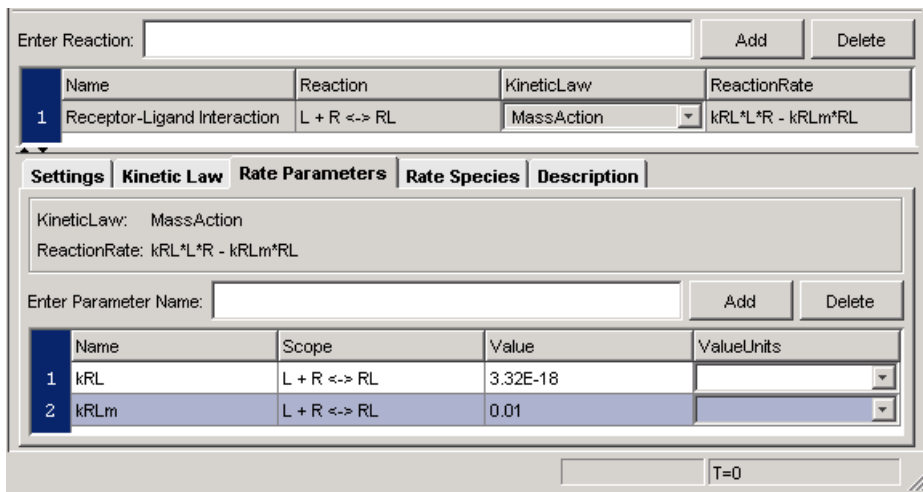 Enter Reaction: Add Delete
Name Reaction KineticLaw ReactionRate
1 Receptor-Ligand Interaction L + R <-> RL MassAction kRL*L*R - kRLm*RL
Settings Kinetic Law Rate Parameters Rate Species Description
KineticLaw: MassAction
ReactionRate: kRL*L*R - kRLm*RL
Enter Parameter Name: Add Delete
Name Scope Value ValueUnits
1 kRL L + R <-> RL 3.32E-18
2 kRLm L + R <-> RL 0.01
T=0